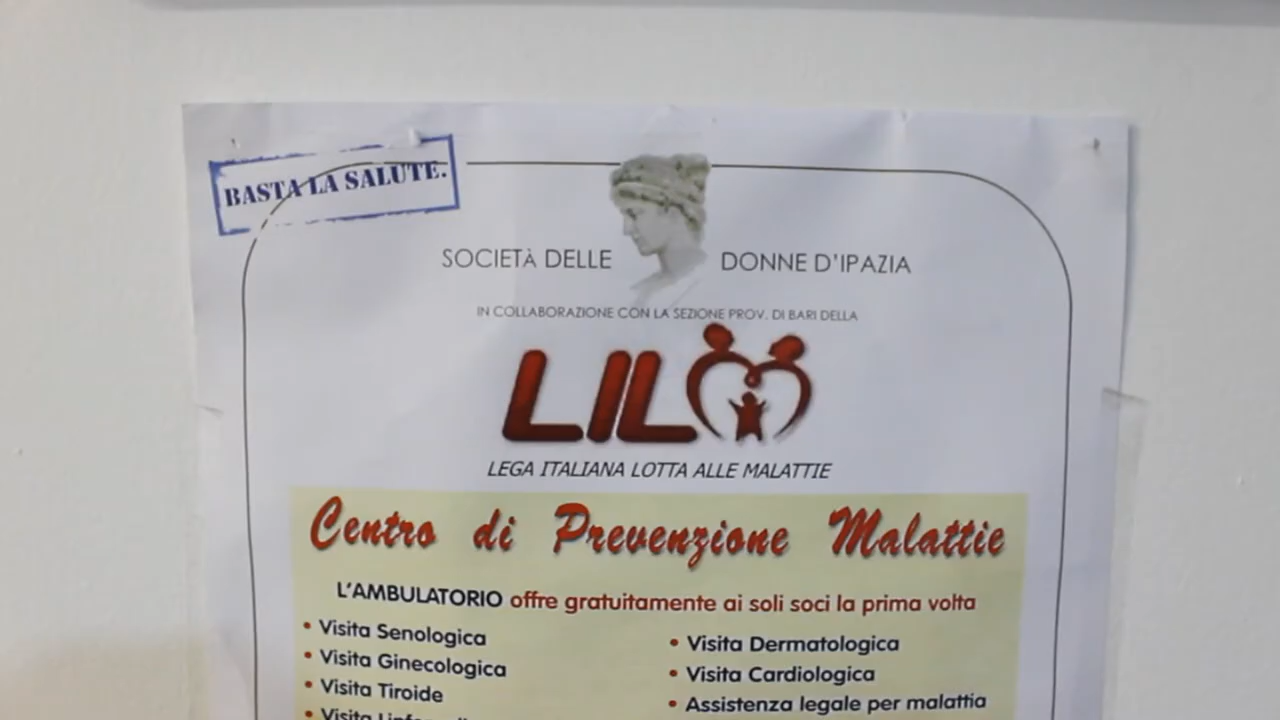 BASTA LA SALUTE.
SOCIETÀ DELLE DONNE D'IPAZIA
IN COLLABORAZIONE CON LA SEZIONE PROV. DI BARI DELLA
LILM
LEGA ITALIANA LOTTA ALLE MALATTIE
Centro di Prevenzione Malattie
L'AMBULATORIO offre gratuitamente ai soli soci la prima volta
• Visita Senologica
• Visita Ginecologica
• Visita Tiroide
• Visita
• Visita Dermatologica
• Visita Cardiologica
• Assistenza legale per malattia